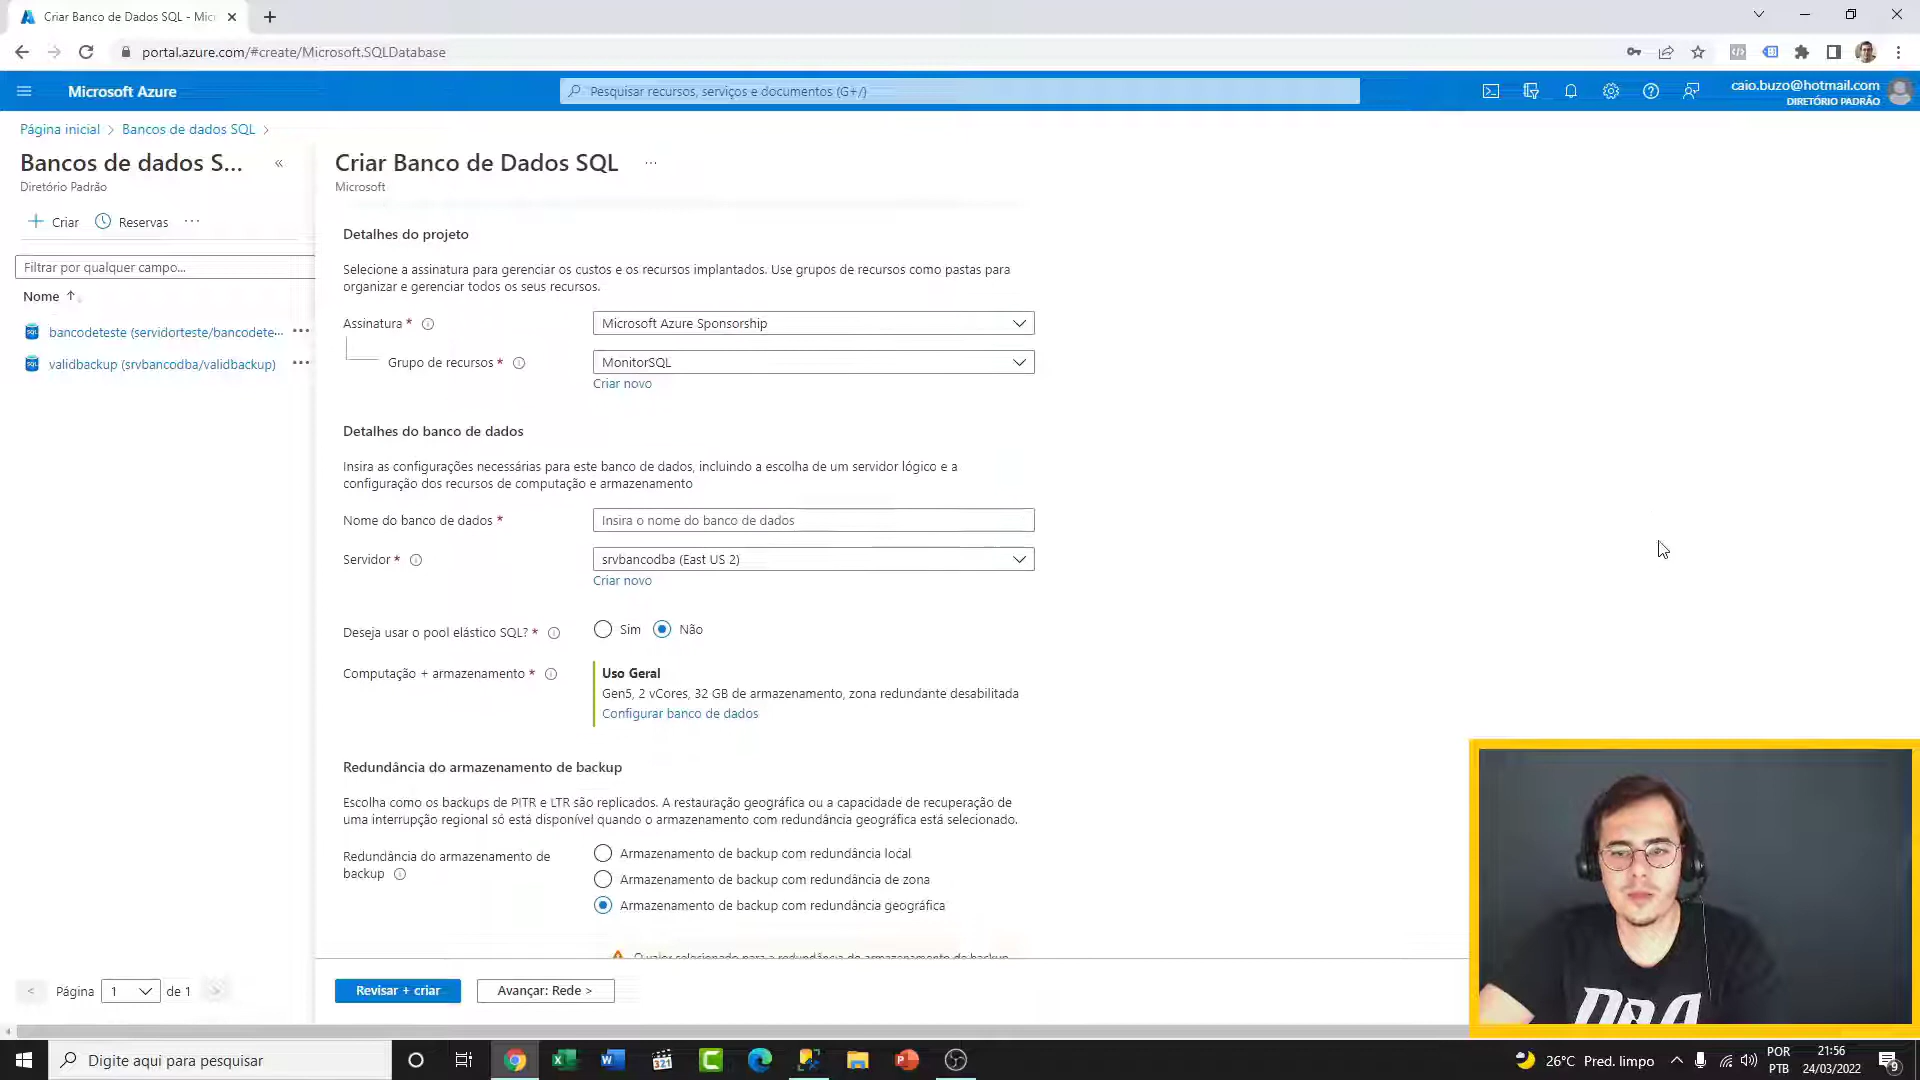 Criar Banco de Dados SQL - Mic
portal.azure.com/#create/Microsoft.SQLDatabase
Microsoft Azure
Pesquisar recursos, serviços e documentos (G+/)
caio.buzo@hotmail.com
DIRETÓRIO PADRÃO
Página inicial > Bancos de dados SQL >
Bancos de dados S...
Diretório Padrão
Criar
Reservas
Filtrar por qualquer campo...
Nome
bancodeteste (servidorteste/bancodete...
validbackup (srvbancodba/validbackup)
< Página 1 de 1 >
Criar Banco de Dados SQL
Microsoft
Detalhes do projeto
Selecione a assinatura para gerenciar os custos e os recursos implantados. Use grupos de recursos como pastas para
organizar e gerenciar todos os seus recursos.
Assinatura *
Microsoft Azure Sponsorship
Grupo de recursos *
MonitorSQL
Criar novo
Detalhes do banco de dados
Insira as configurações necessárias para este banco de dados, incluindo a escolha de um servidor lógico e a
configuração dos recursos de computação e armazenamento
Nome do banco de dados *
Insira o nome do banco de dados
Servidor *
srvbancodba (East US 2)
Criar novo
Deseja usar o pool elástico SQL? *
Sim
Não
Computação + armazenamento *
Uso Geral
Gen5, 2 vCores, 32 GB de armazenamento, zona redundante desabilitada
Configurar banco de dados
Redundância do armazenamento de backup
Escolha como os backups de PITR e LTR são replicados. A restauração geográfica ou a capacidade de recuperação de
uma interrupção regional só está disponível quando o armazenamento com redundância geográfica está selecionado.
Redundância do armazenamento de
backup
Armazenamento de backup com redundância local
Armazenamento de backup com redundância de zona
Armazenamento de backup com redundância geográfica
O valor selecionado para a redundância do armazenamento de backup
Revisar + criar
Avançar: Rede >
DBA
Digite aqui para pesquisar
321
26°C Pred. limpo
POR
PTB
21:56
24/03/2022
9